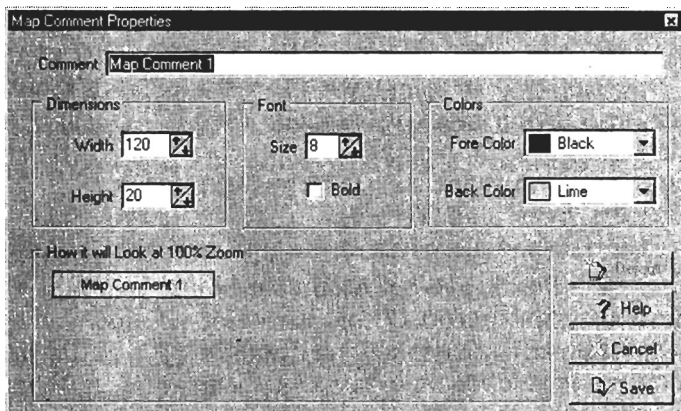 Map Comment Properties
Comment Map Comment 1
Dimensions
Width 120
Height 20
Font
Size 8
Bold
Colors
Fore Color Black
Back Color Lime
How it will Look at 100% Zoom
Map Comment 1
Default
Help
Cancel
Save